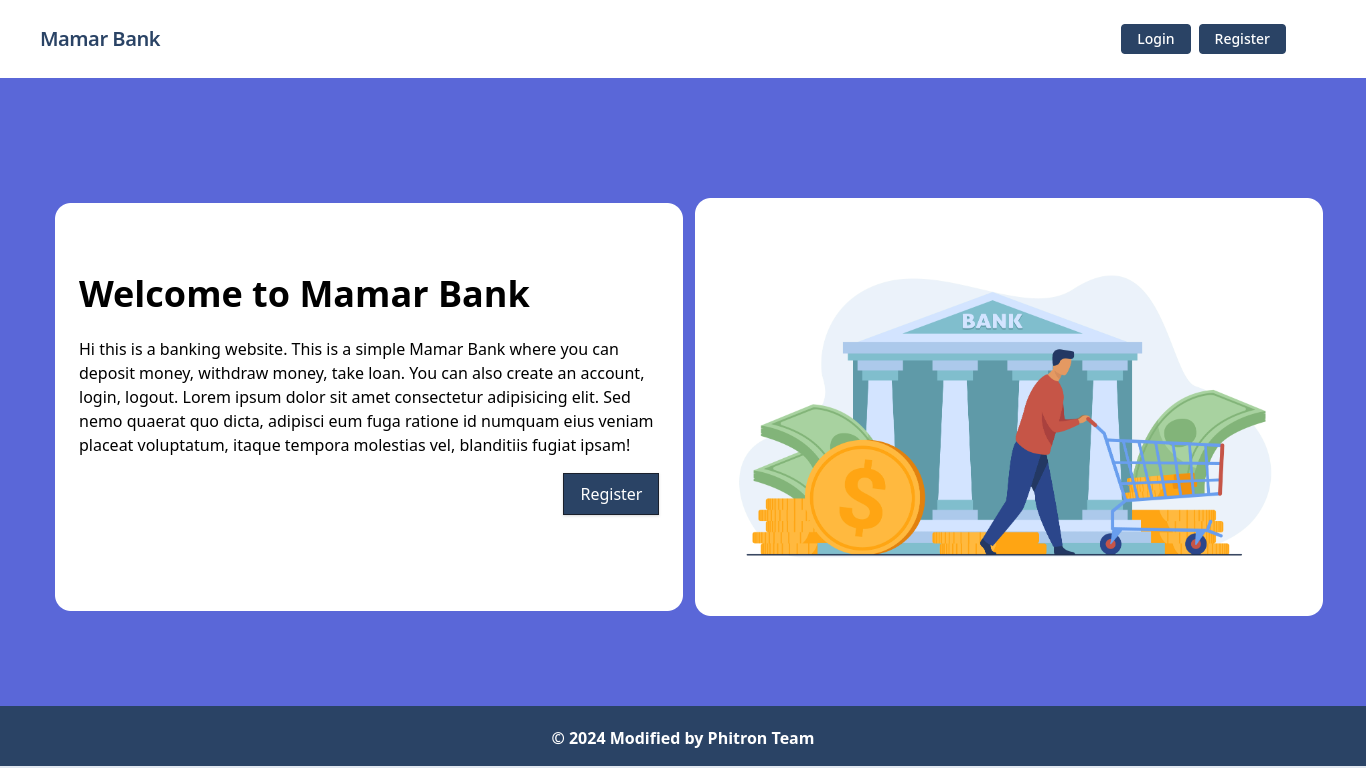 Mamar Bank
Login
Register
Welcome to Mamar Bank
Hi this is a banking website. This is a simple Mamar Bank where you can
deposit money, withdraw money, take loan. You can also create an account,
login, logout. Lorem ipsum dolor sit amet consectetur adipisicing elit. Sed
nemo quaerat quo dicta, adipisci eum fuga ratione id numquam eius veniam
placeat voluptatum, itaque tempora molestias vel, blanditiis fugiat ipsam!
Register
BANK
$
© 2024 Modified by Phitron Team